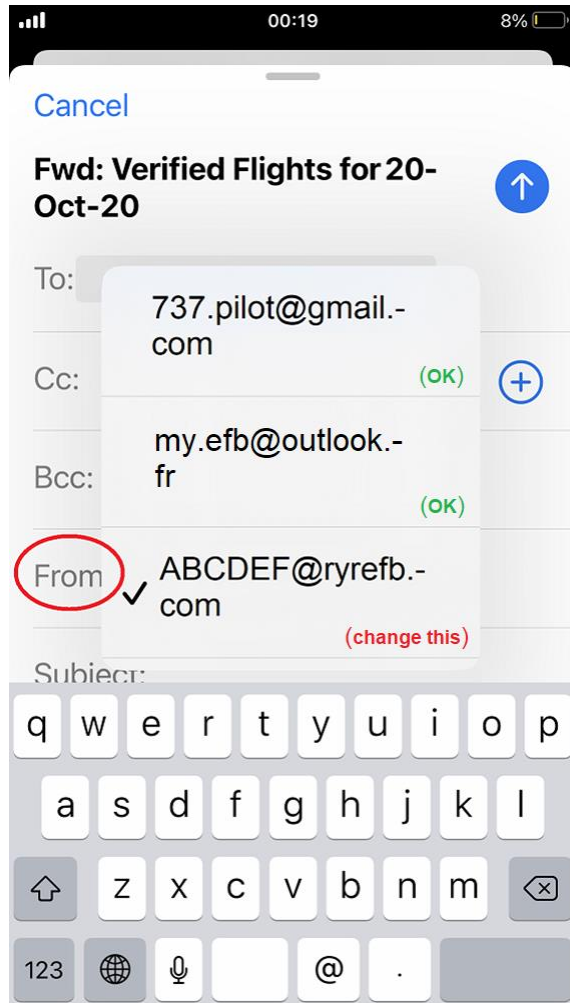 00:19 8%
Cancel
Fwd: Verified Flights for 20-
Oct-20
To:
737.pilot@gmail.-
com
(OK)
Cc:
my.efb@outlook.-
fr
(OK)
Bcc:
From
ABCDEF@ryrefb.-
com
(change this)
Subject:
q w e r t y u i o p
a s d f g h j k l
z x c v b n m
123 @ .